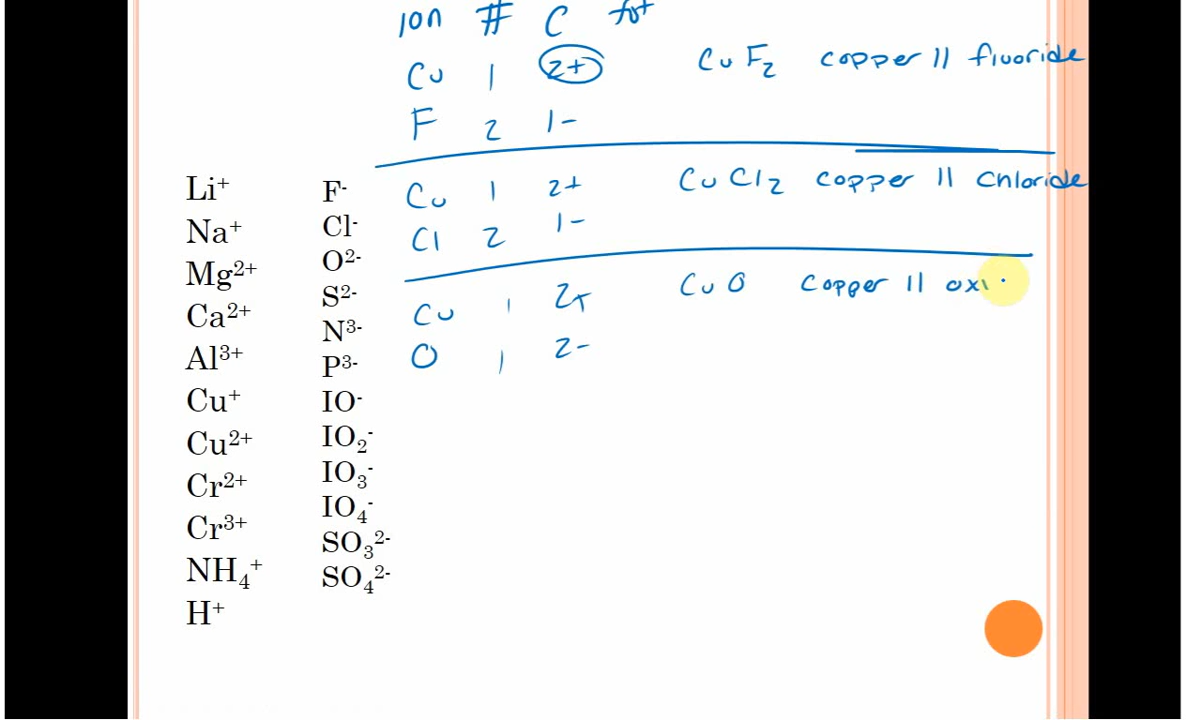 ion # C tot
Cu 1 2+ CuF₂ copper II fluoride
F 2 1-
Cu 1 2+ CuCl₂ copper II chloride
Cl 2 1-
Cu 1 2+ CuO copper II oxi
O 1 2-
Li⁺ F⁻
Na⁺ Cl⁻
Mg²⁺ O²⁻
Ca²⁺ S²⁻
Al³⁺ N³⁻
Cu⁺ P³⁻
Cu²⁺ IO⁻
Cr²⁺ IO₂⁻
Cr³⁺ IO₃⁻
NH₄⁺ IO₄⁻
H⁺ SO₃²⁻
SO₄²⁻